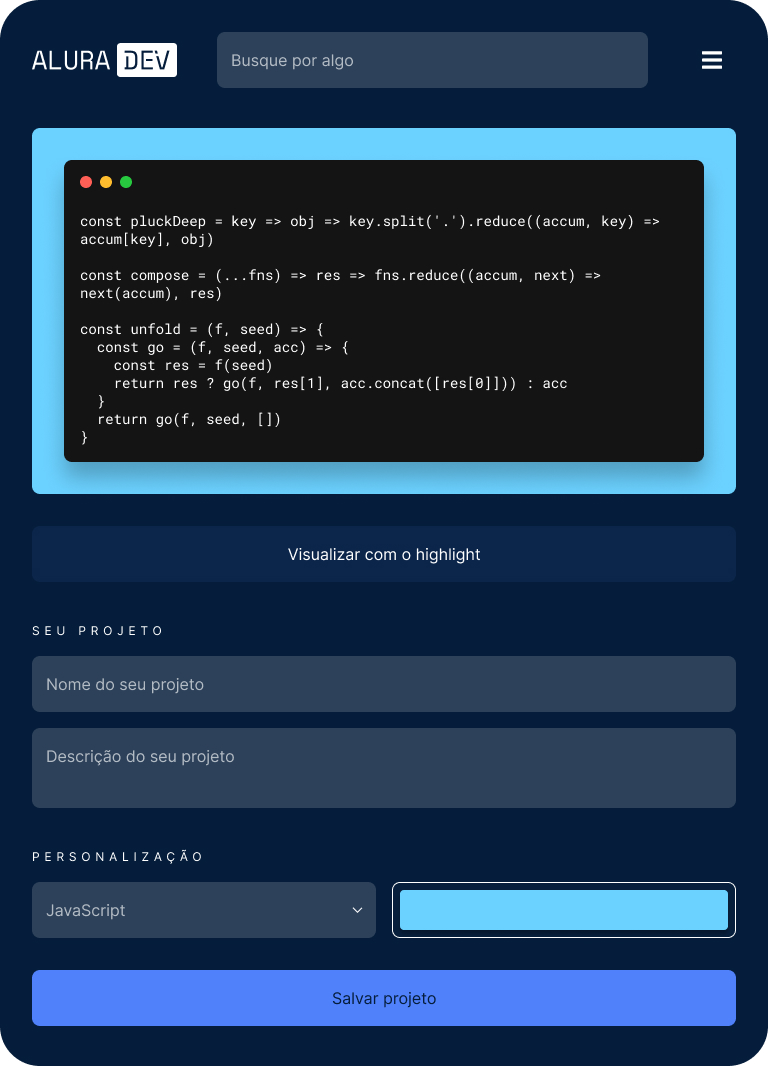 ALURA DEV
Busque por algo
const pluckDeep = key => obj => key.split('.').reduce((accum, key) =>
accum[key], obj)
const compose = (...fns) => res => fns.reduce((accum, next) =>
next(accum), res)
const unfold = (f, seed) => {
  const go = (f, seed, acc) => {
    const res = f(seed)
    return res ? go(f, res[1], acc.concat([res[0]])) : acc
  }
  return go(f, seed, [])
}
Visualizar com o highlight
SEU PROJETO
Nome do seu projeto
Descrição do seu projeto
PERSONALIZAÇÃO
JavaScript
Salvar projeto